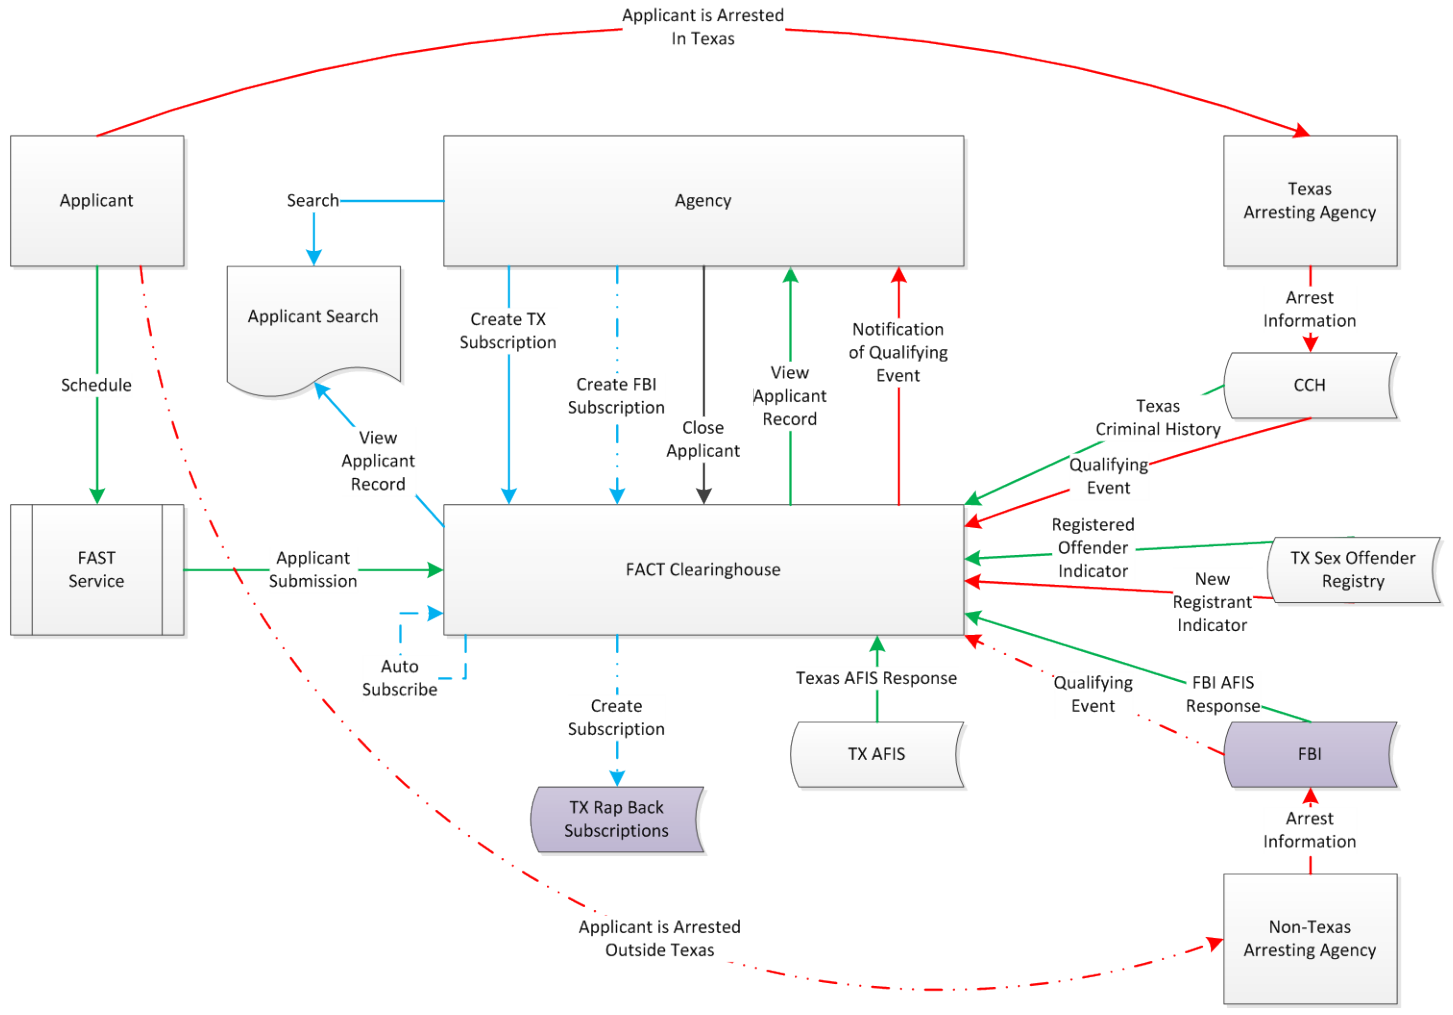 Applicant is Arrested
In Texas
Applicant
Agency
Texas
Arresting Agency
Search
Applicant Search
Create TX
Subscription
Create FBI
Subscription
Close
Applicant
View
Applicant
Record
Notification
of Qualifying
Event
Arrest
Information
CCH
Schedule
View
Applicant
Record
Texas
Criminal History
Qualifying
Event
FAST
Service
Applicant
Submission
FACT Clearinghouse
Registered
Offender
Indicator
TX Sex Offender
Registry
New
Registrant
Indicator
Auto
Subscribe
Create
Subscription
Texas AFIS Response
Qualifying
Event
FBI AFIS
Response
TX AFIS
FBI
TX Rap Back
Subscriptions
Arrest
Information
Applicant is Arrested
Outside Texas
Non-Texas
Arresting Agency